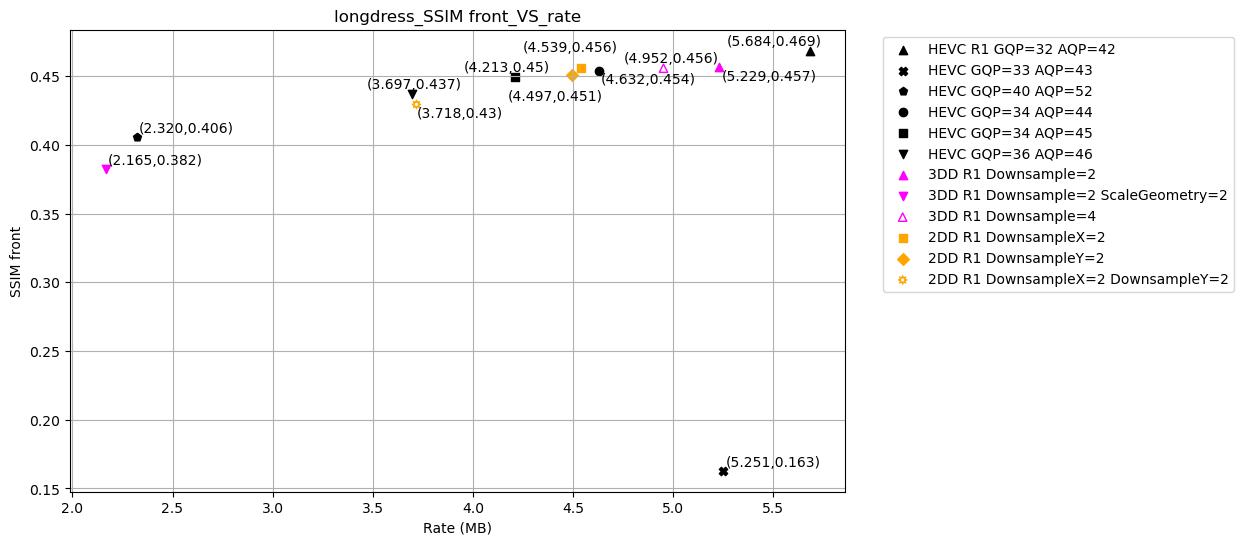 longdress_SSIM front_VS_rate
(5.684,0.469)
(4.539,0.456)
(4.952,0.456)
(4.213,0.45)
(5.229,0.457)
(4.632,0.454)
(3.697,0.437)
(4.497,0.451)
(3.718,0.43)
(2.320,0.406)
(2.165,0.382)
(5.251,0.163)
0.45
0.40
0.35
0.30
0.25
0.20
0.15
SSIM front
2.0
2.5
3.0
3.5
4.0
4.5
5.0
5.5
Rate (MB)
HEVC R1 GQP=32 AQP=42
HEVC GQP=33 AQP=43
HEVC GQP=40 AQP=52
HEVC GQP=34 AQP=44
HEVC GQP=34 AQP=45
HEVC GQP=36 AQP=46
3DD R1 Downsample=2
3DD R1 Downsample=2 ScaleGeometry=2
3DD R1 Downsample=4
2DD R1 DownsampleX=2
2DD R1 DownsampleY=2
2DD R1 DownsampleX=2 DownsampleY=2